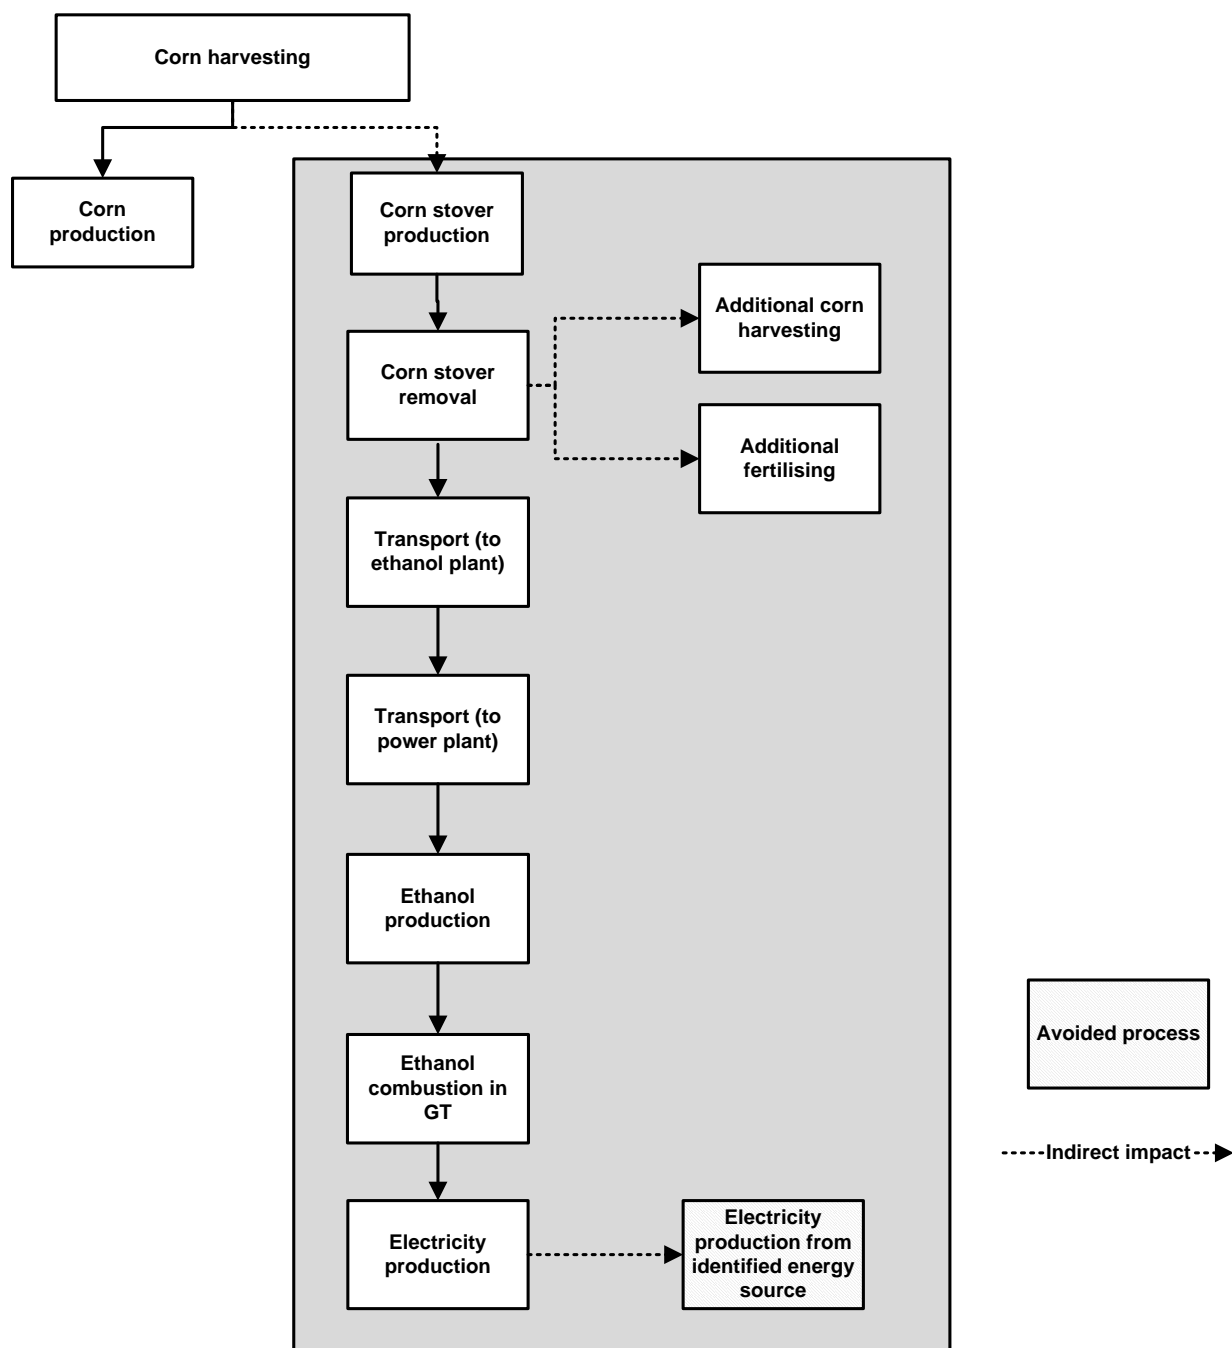 Corn harvesting
Corn
production
Corn stover
production
Additional corn
harvesting
Corn stover
removal
Additional
fertilising
Transport (to
ethanol plant)
Transport (to
power plant)
Ethanol
production
Avoided process
Ethanol
combustion in
GT
Indirect impact
Electricity
production
Electricity
production from
identified energy
source